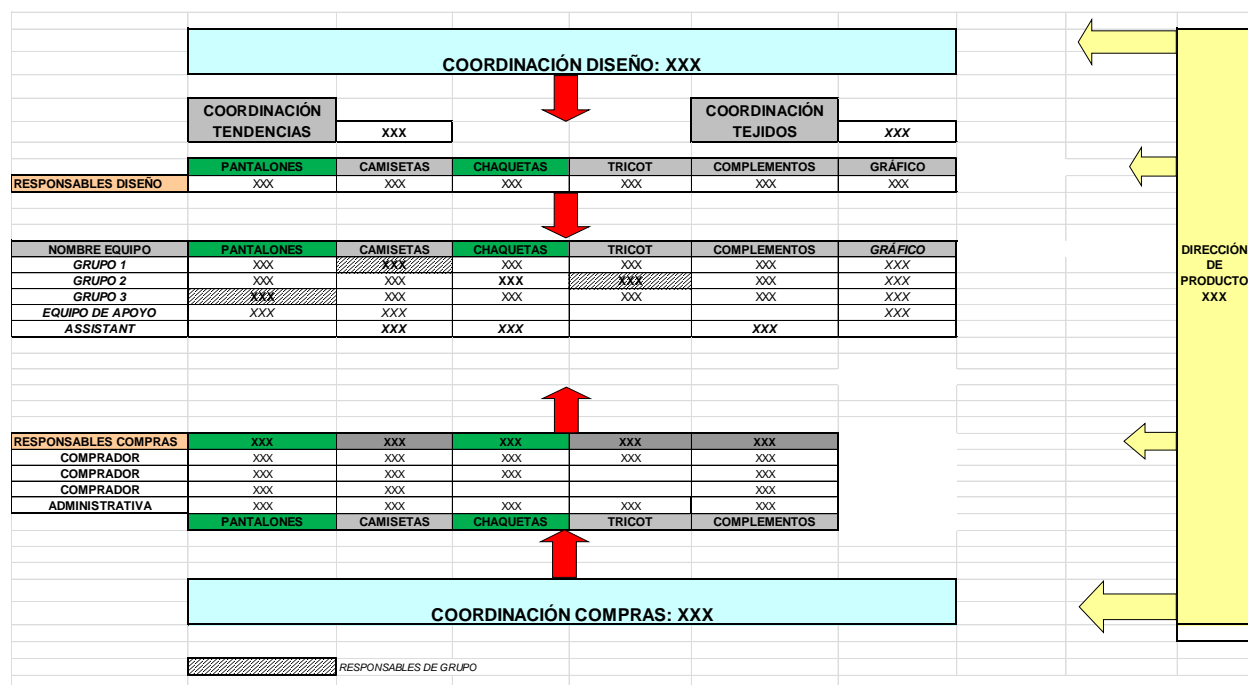 COORDINACIÓN DISEÑO: XXX
COORDINACIÓN COORDINACIÓN
TENDENCIAS XXX TEJIDOS XXX
PANTALONES CAMISETAS CHAQUETAS TRICOT COMPLEMENTOS GRÁFICO
RESPONSABLES DISEÑO XXX XXX XXX XXX XXX XXX
NOMBRE EQUIPO PANTALONES CAMISETAS CHAQUETAS TRICOT COMPLEMENTOS GRÁFICO
GRUPO 1 XXX XXX XXX XXX XXX XXX
GRUPO 2 XXX XXX XXX XXX XXX XXX
GRUPO 3 XXX XXX XXX XXX XXX XXX
EQUIPO DE APOYO XXX XXX XXX
ASSISTANT XXX XXX XXX
DIRECCIÓN
DE
PRODUCTO
XXX
RESPONSABLES COMPRAS XXX XXX XXX XXX XXX
COMPRADOR XXX XXX XXX XXX XXX
COMPRADOR XXX XXX XXX XXX
COMPRADOR XXX XXX XXX
ADMINISTRATIVA XXX XXX XXX XXX XXX
PANTALONES CAMISETAS CHAQUETAS TRICOT COMPLEMENTOS
COORDINACIÓN COMPRAS: XXX
RESPONSABLES DE GRUPO